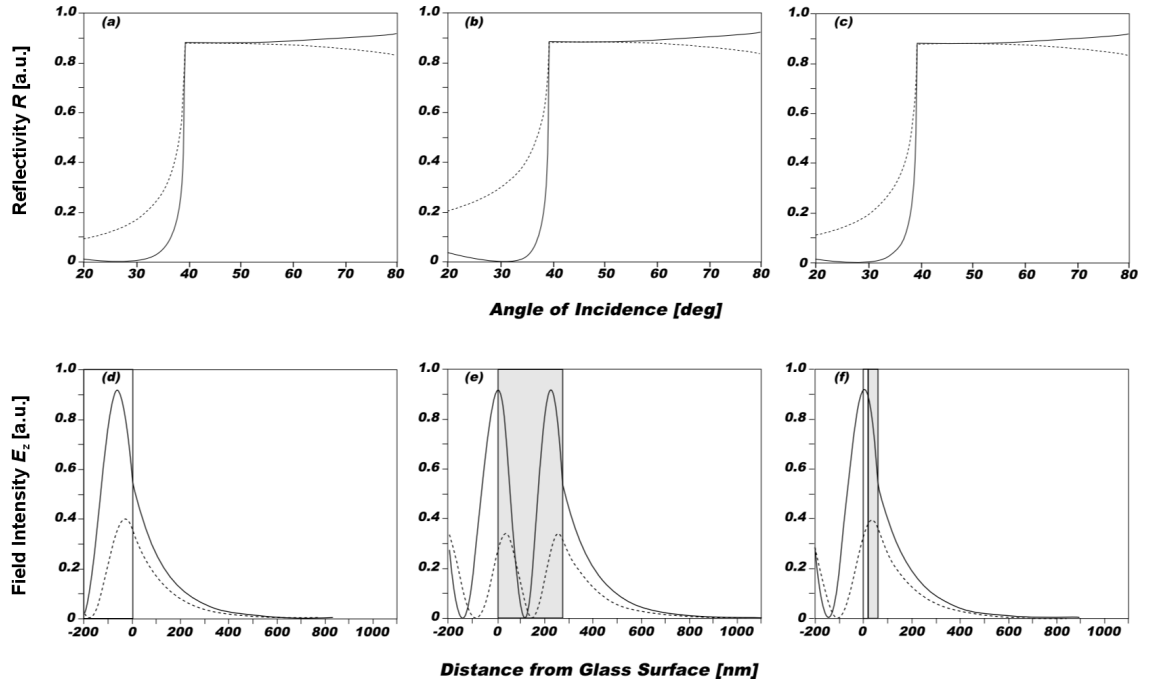 Reflectivity R [a.u.]
(a)
1.0
0.8
0.6
0.4
0.2
0
20 30 40 50 60 70 80
(b)
1.0
0.8
0.6
0.4
0.2
0
20 30 40 50 60 70 80
(c)
1.0
0.8
0.6
0.4
0.2
0
20 30 40 50 60 70 80
Angle of Incidence [deg]
Field Intensity Ez [a.u.]
(d)
1.0
0.8
0.6
0.4
0.2
0
-200 0 200 400 600 800 1000
(e)
1.0
0.8
0.6
0.4
0.2
0
-200 0 200 400 600 800 1000
(f)
1.0
0.8
0.6
0.4
0.2
0
-200 0 200 400 600 800 1000
Distance from Glass Surface [nm]